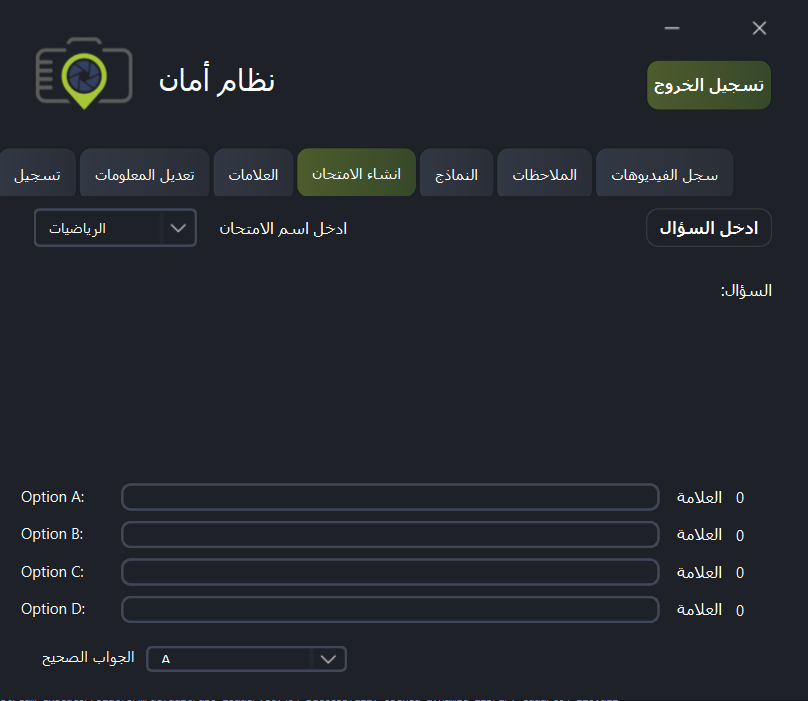 نظام أمان
تسجيل الخروج
سجل الفيديوهات
الملاحظات
النماذج
انشاء الامتحان
العلامات
تعديل المعلومات
تسجيل
ادخل السؤال
ادخل اسم الامتحان
الرياضيات
السؤال:
Option A:
العلامة 0
Option B:
العلامة 0
Option C:
العلامة 0
Option D:
العلامة 0
الجواب الصحيح
A